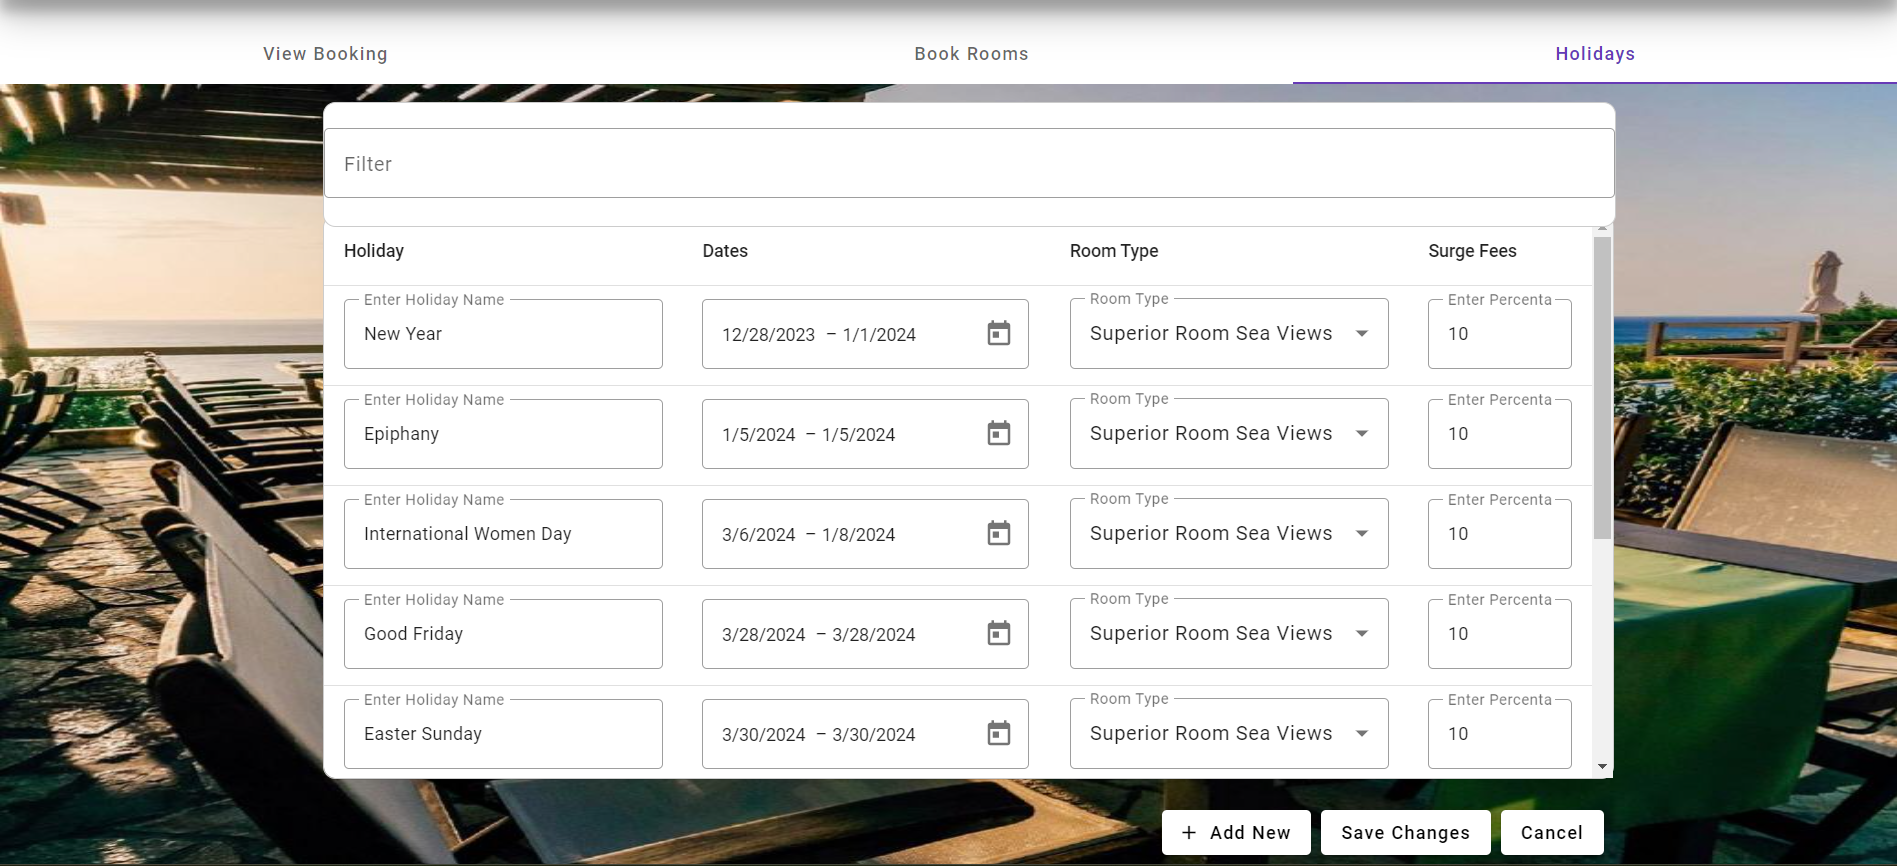 View Booking Book Rooms Holidays
Filter
Holiday Dates Room Type Surge Fees
Enter Holiday Name Room Type Enter Percenta
New Year 12/28/2023 – 1/1/2024 Superior Room Sea Views 10
Enter Holiday Name Room Type Enter Percenta
Epiphany 1/5/2024 – 1/5/2024 Superior Room Sea Views 10
Enter Holiday Name Room Type Enter Percenta
International Women Day 3/6/2024 – 1/8/2024 Superior Room Sea Views 10
Enter Holiday Name Room Type Enter Percenta
Good Friday 3/28/2024 – 3/28/2024 Superior Room Sea Views 10
Enter Holiday Name Room Type Enter Percenta
Easter Sunday 3/30/2024 – 3/30/2024 Superior Room Sea Views 10
+ Add New Save Changes Cancel